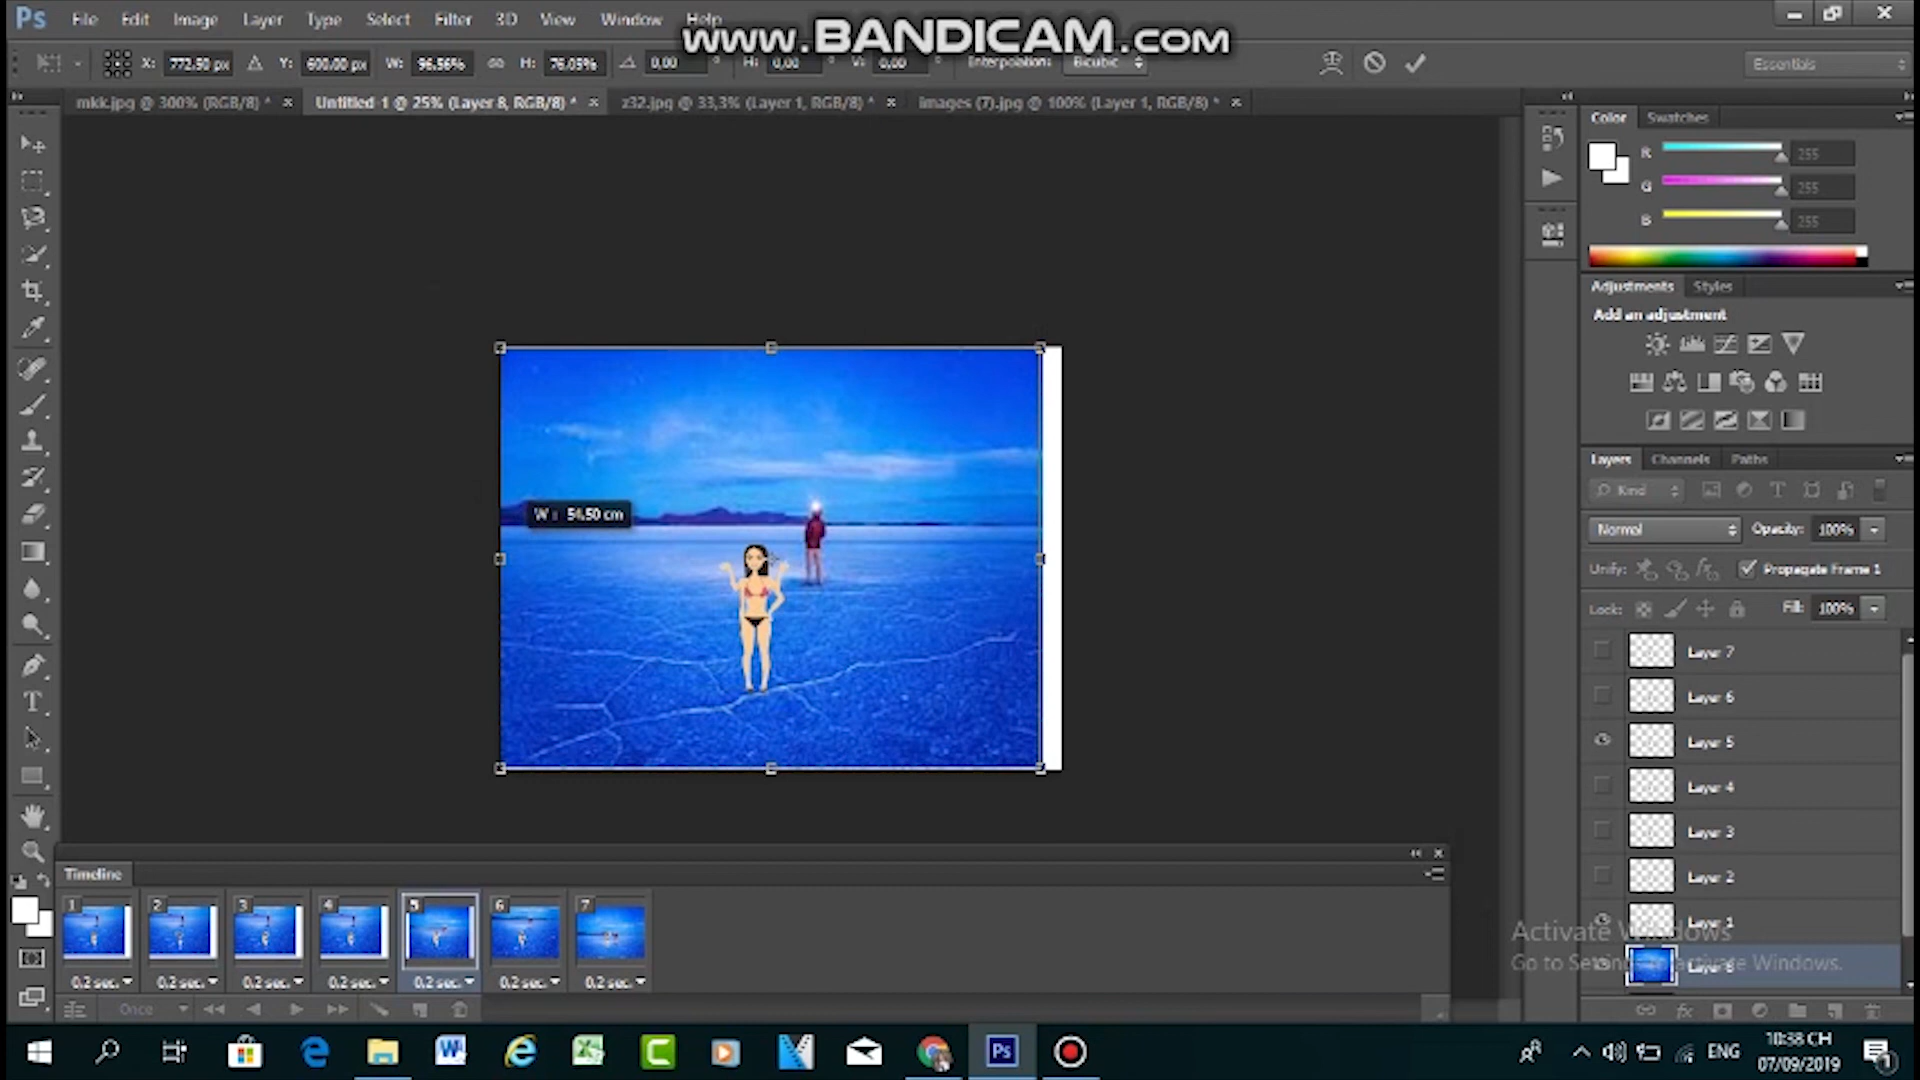 Ps File Edit Image Layer Type Select Filter 3D View Window Help
www.BANDICAM.com
X: 772.50 px Y: 600.00 px W: 96.56% H: 76.05% 0,00 ° H: 0,00 ° V: 0,00 ° Interpolation: Bicubic Essentials
mkk.jpg @ 300% (RGB/8) * Untitled-1 @ 25% (Layer 8, RGB/8) * z32.jpg @ 33,3% (Layer 1, RGB/8) * images (7).jpg @ 100% (Layer 1, RGB/8) *
Color Swatches
R 255
G 255
B 255
Adjustments Styles
Add an adjustment
Layers Channels Paths
Kind
Normal Opacity: 100%
Unify: Propagate Frame 1
Lock: Fill: 100%
W : 54.50 cm
Layer 7
Layer 6
Layer 5
Layer 4
Layer 3
Layer 2
Layer 1
Layer 8
Activate Windows
Go to Settings to activate Windows.
Timeline
1 2 3 4 5 6 7
0.2 sec. 0.2 sec. 0.2 sec. 0.2 sec. 0.2 sec. 0.2 sec. 0.2 sec.
Once
Ps
ENG
10:38 CH
07/09/2019
1